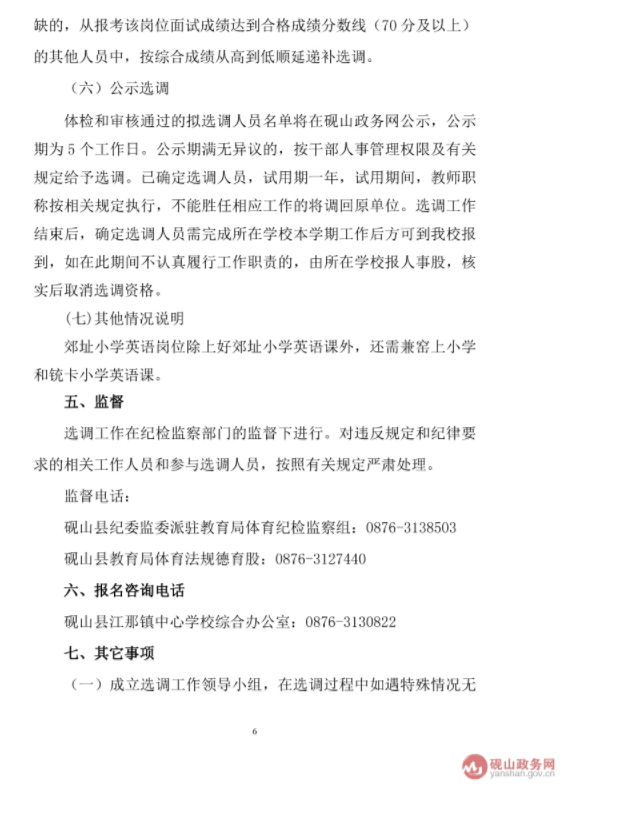 缺的，从报考该岗位面试成绩达到合格成绩分数线（70 分及以上）
的其他人员中，按综合成绩从高到低顺延递补选调。
（六）公示选调
体检和审核通过的拟选调人员名单将在砚山政务网公示，公示
期为 5 个工作日。公示期满无异议的，按干部人事管理权限及有关
规定给予选调。已确定选调人员，试用期一年，试用期间，教师职
称按相关规定执行，不能胜任相应工作的将调回原单位。选调工作
结束后，确定选调人员需完成所在学校本学期工作后方可到我校报
到，如在此期间不认真履行工作职责的，由所在学校报人事股，核
实后取消选调资格。
(七)其他情况说明
郊址小学英语岗位除上好郊址小学英语课外，还需兼窑上小学
和铳卡小学英语课。
五、监督
选调工作在纪检监察部门的监督下进行。对违反规定和纪律要
求的相关工作人员和参与选调人员，按照有关规定严肃处理。
监督电话：
砚山县纪委监委派驻教育局体育纪检监察组：0876-3138503
砚山县教育局体育法规德育股：0876-3127440
六、报名咨询电话
砚山县江那镇中心学校综合办公室：0876-3130822
七、其它事项
（一）成立选调工作领导小组，在选调过程中如遇特殊情况无
6
砚山政务网
yanshan.gov.cn